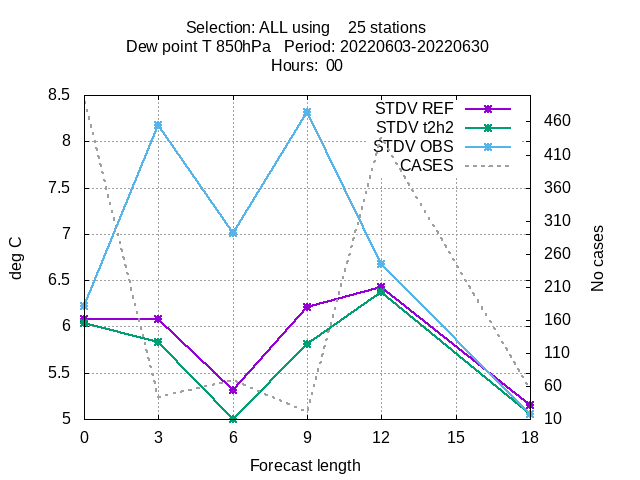 Selection: ALL using    25 stations
Dew point T 850hPa   Period: 20220603-20220630
Hours:  00
8.5
8
7.5
7
6.5
6
5.5
5
deg C
STDV REF
STDV t2h2
STDV OBS
CASES
460
410
360
310
260
210
160
110
60
10
No cases
0 3 6 9 12 15 18
Forecast length